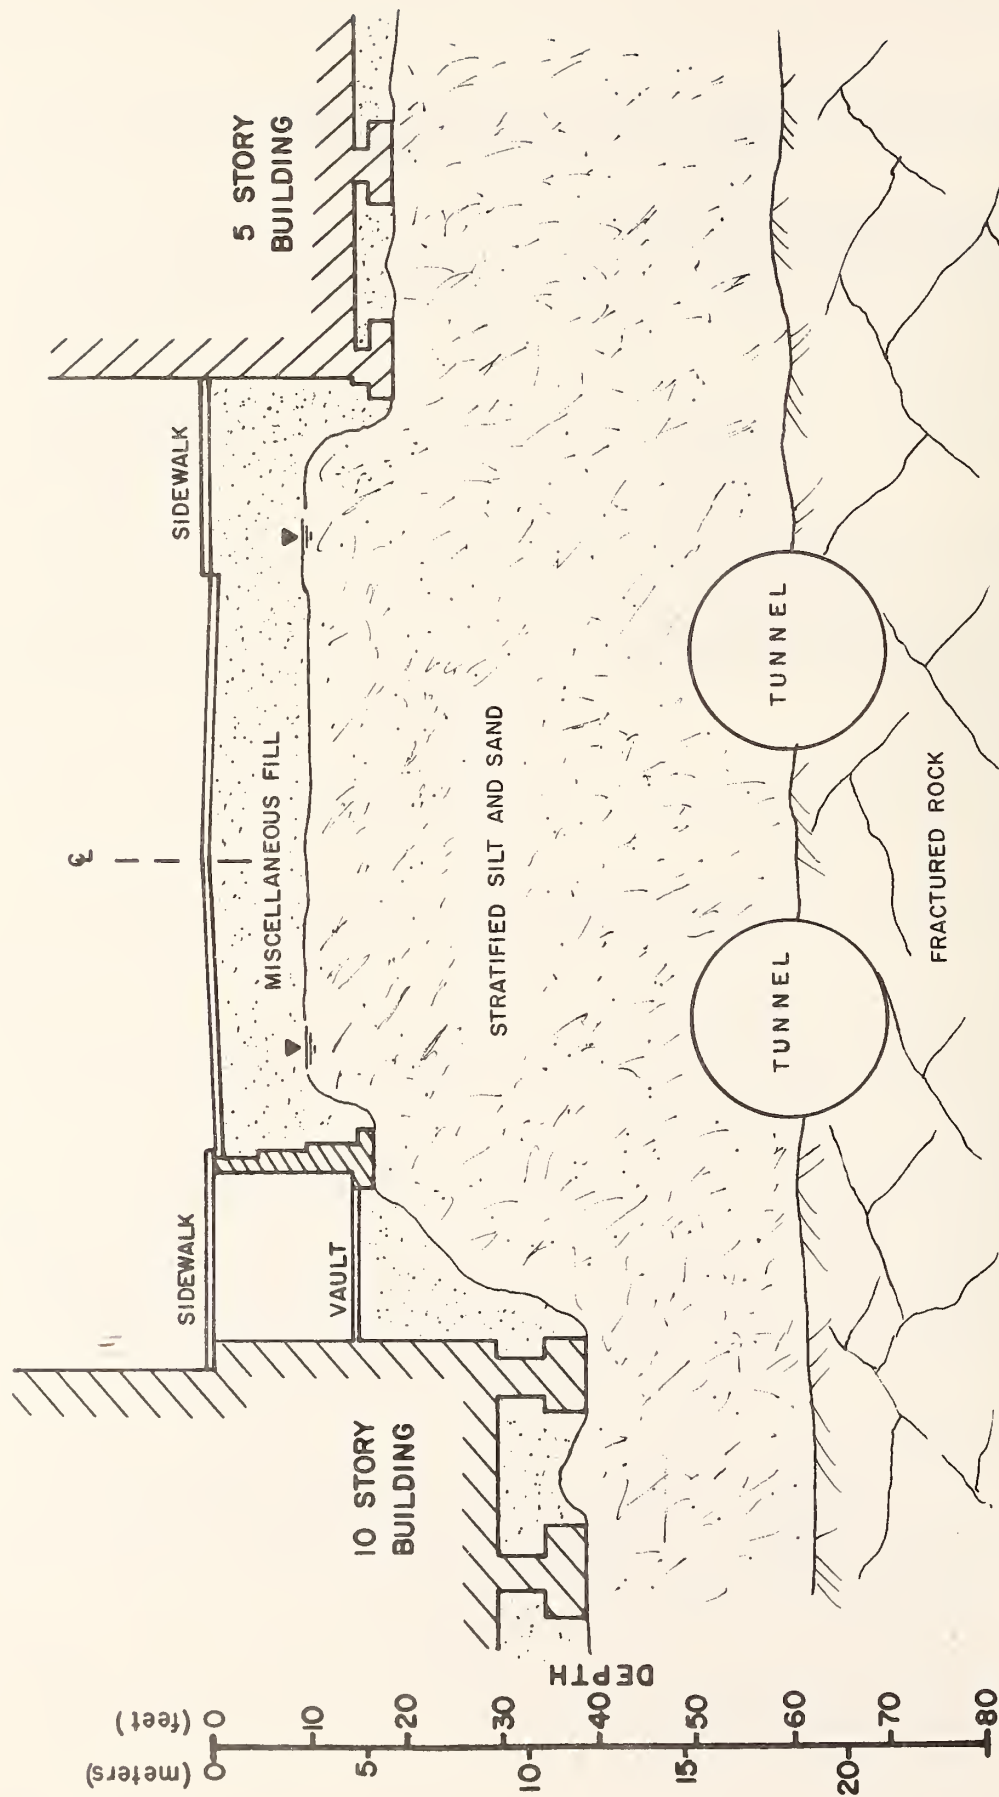 10 STORY
BUILDING
SIDEWALK
VAULT
℄
MISCELLANEOUS FILL
SIDEWALK
5 STORY
BUILDING
STRATIFIED SILT AND SAND
TUNNEL
TUNNEL
FRACTURED ROCK
DEPTH
(meters)
0
5
10
15
20
(feet)
0
10
20
30
40
50
60
70
80